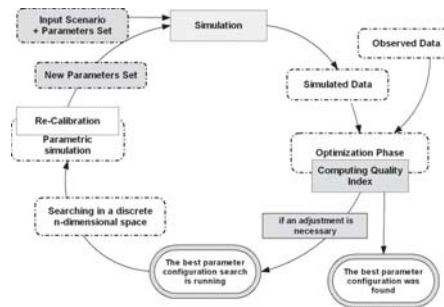 Input Scenario
+ Parameters Set
Simulation
Observed Data
New Parameters Set
Simulated Data
Re-Calibration
Parametric
simulation
Optimization Phase
Computing Quality
Index
Searching in a discrete
n-dimensional space
if an adjustment is
necessary
The best parameter
configuration search
is running
The best parameter
configuration was
found